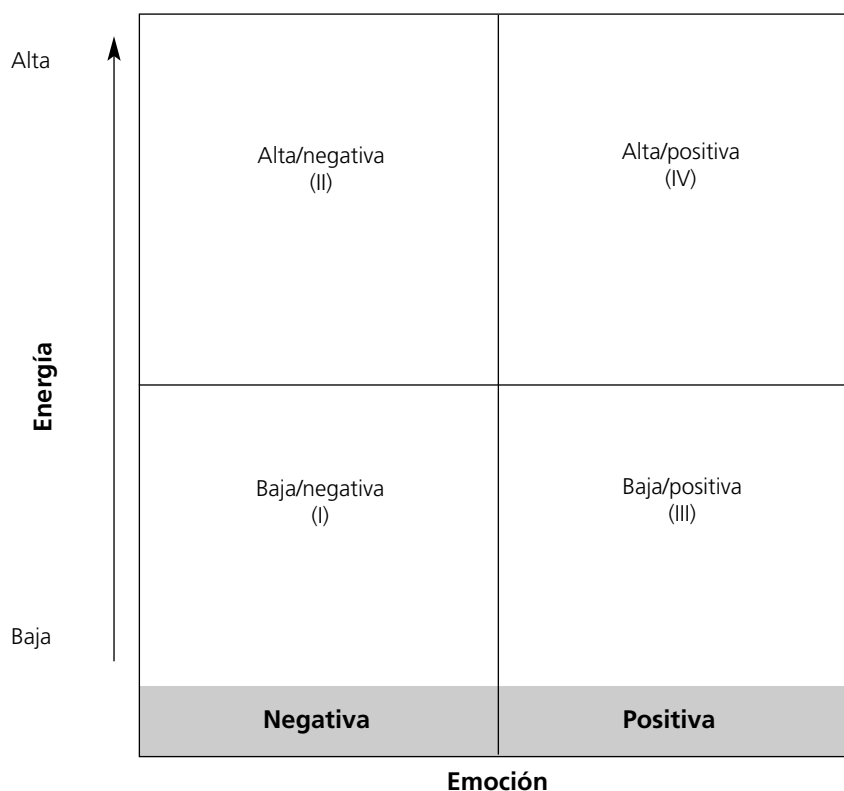 Alta
Alta/negativa
(II)
Alta/positiva
(IV)
Energía
Baja/negativa
(I)
Baja/positiva
(III)
Baja
Negativa
Positiva
Emoción